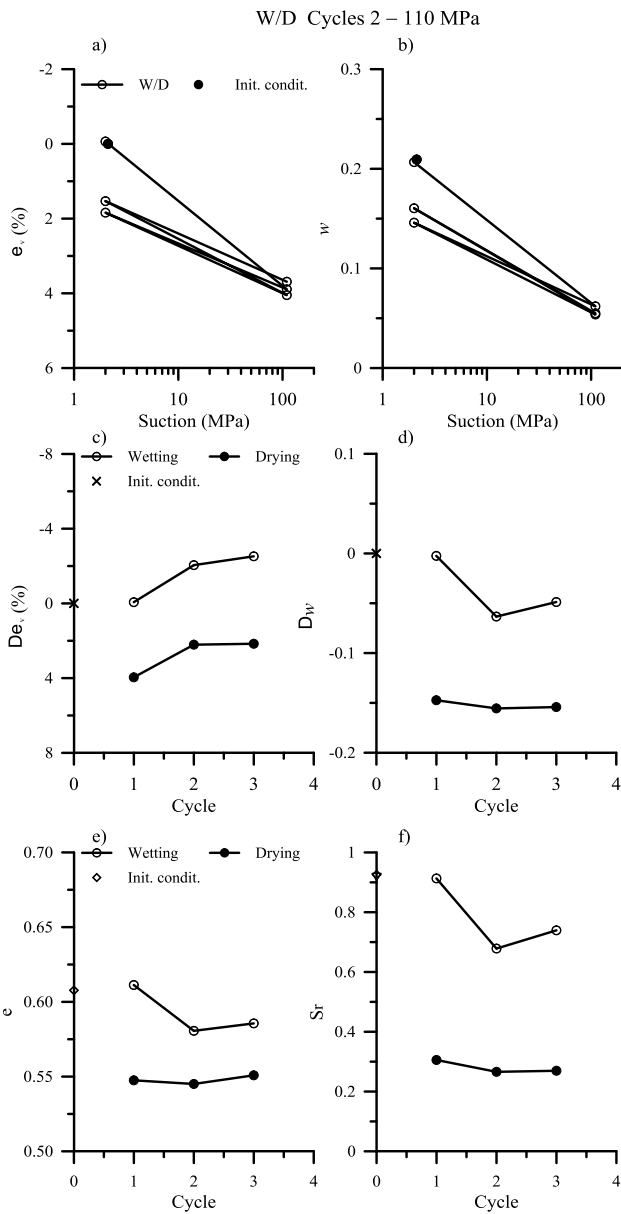 W/D Cycles 2 – 110 MPa
a) b)
-2 0.3
W/D Init. condit.
0 0.2
2
4 0.1
6 0
1 10 100 1 10 100
Suction (MPa) Suction (MPa)
eᵥ (%) w
c) d)
-8 0.1
Wetting Drying
Init. condit.
-4 0
0 -0.1
4
8 -0.2
0 1 2 3 4 0 1 2 3 4
Cycle Cycle
Deᵥ (%) Dw
e) f)
0.70 1
Wetting Drying
Init. condit.
0.65 0.8
0.60 0.6
0.4
0.55 0.2
0.50 0
0 1 2 3 4 0 1 2 3 4
Cycle Cycle
e Sr